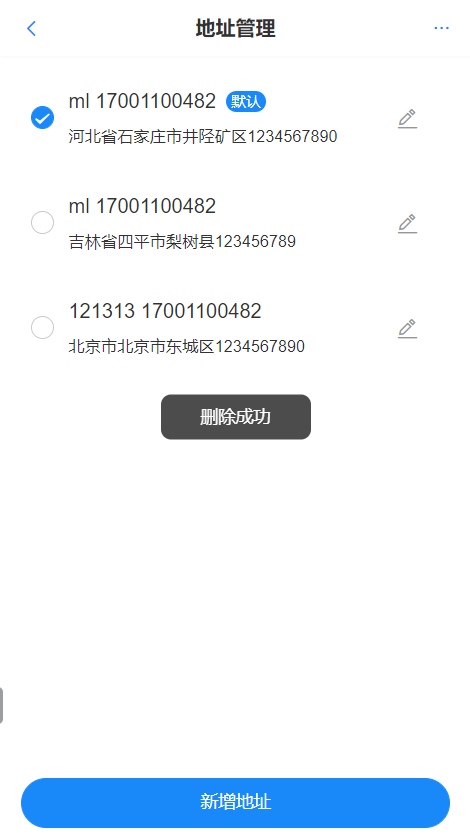 地址管理
ml 17001100482 默认
河北省石家庄市井陉矿区1234567890
ml 17001100482
吉林省四平市梨树县123456789
121313 17001100482
北京市北京市东城区1234567890
删除成功
新增地址